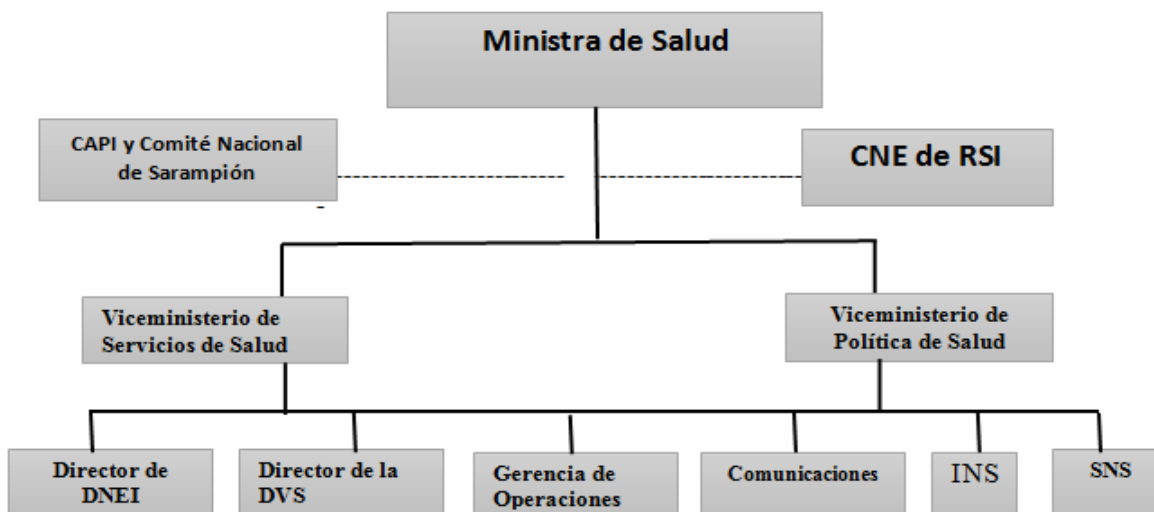 Ministra de Salud
CAPI y Comité Nacional
de Sarampión
CNE de RSI
Viceministerio de
Servicios de Salud
Viceministerio de
Política de Salud
Director de
DNEI
Director de la
DVS
Gerencia de
Operaciones
Comunicaciones
INS
SNS